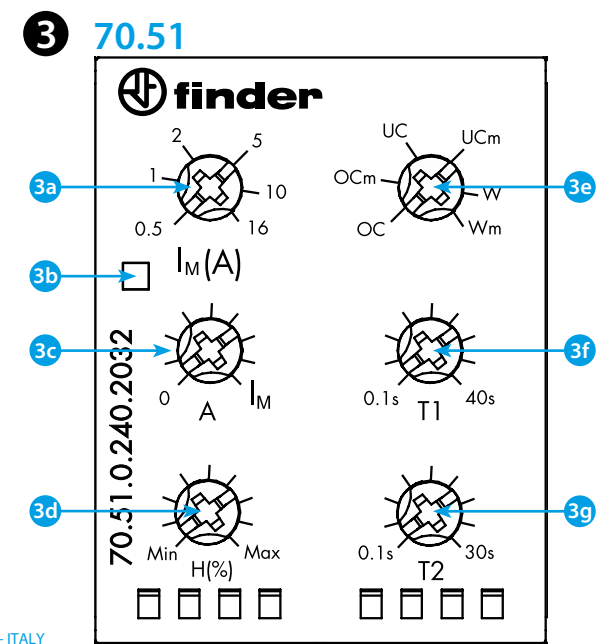 3 70.51
finder
2 5 UC UCm
3a 1 10 OCm W 3e
0.5 16 OC Wm
IM(A)
3b
3c 3f
0 A IM 0.1s T1 40s
70.51.0.240.2032
3d 3g
Min H(%) Max 0.1s T2 30s
- ITALY